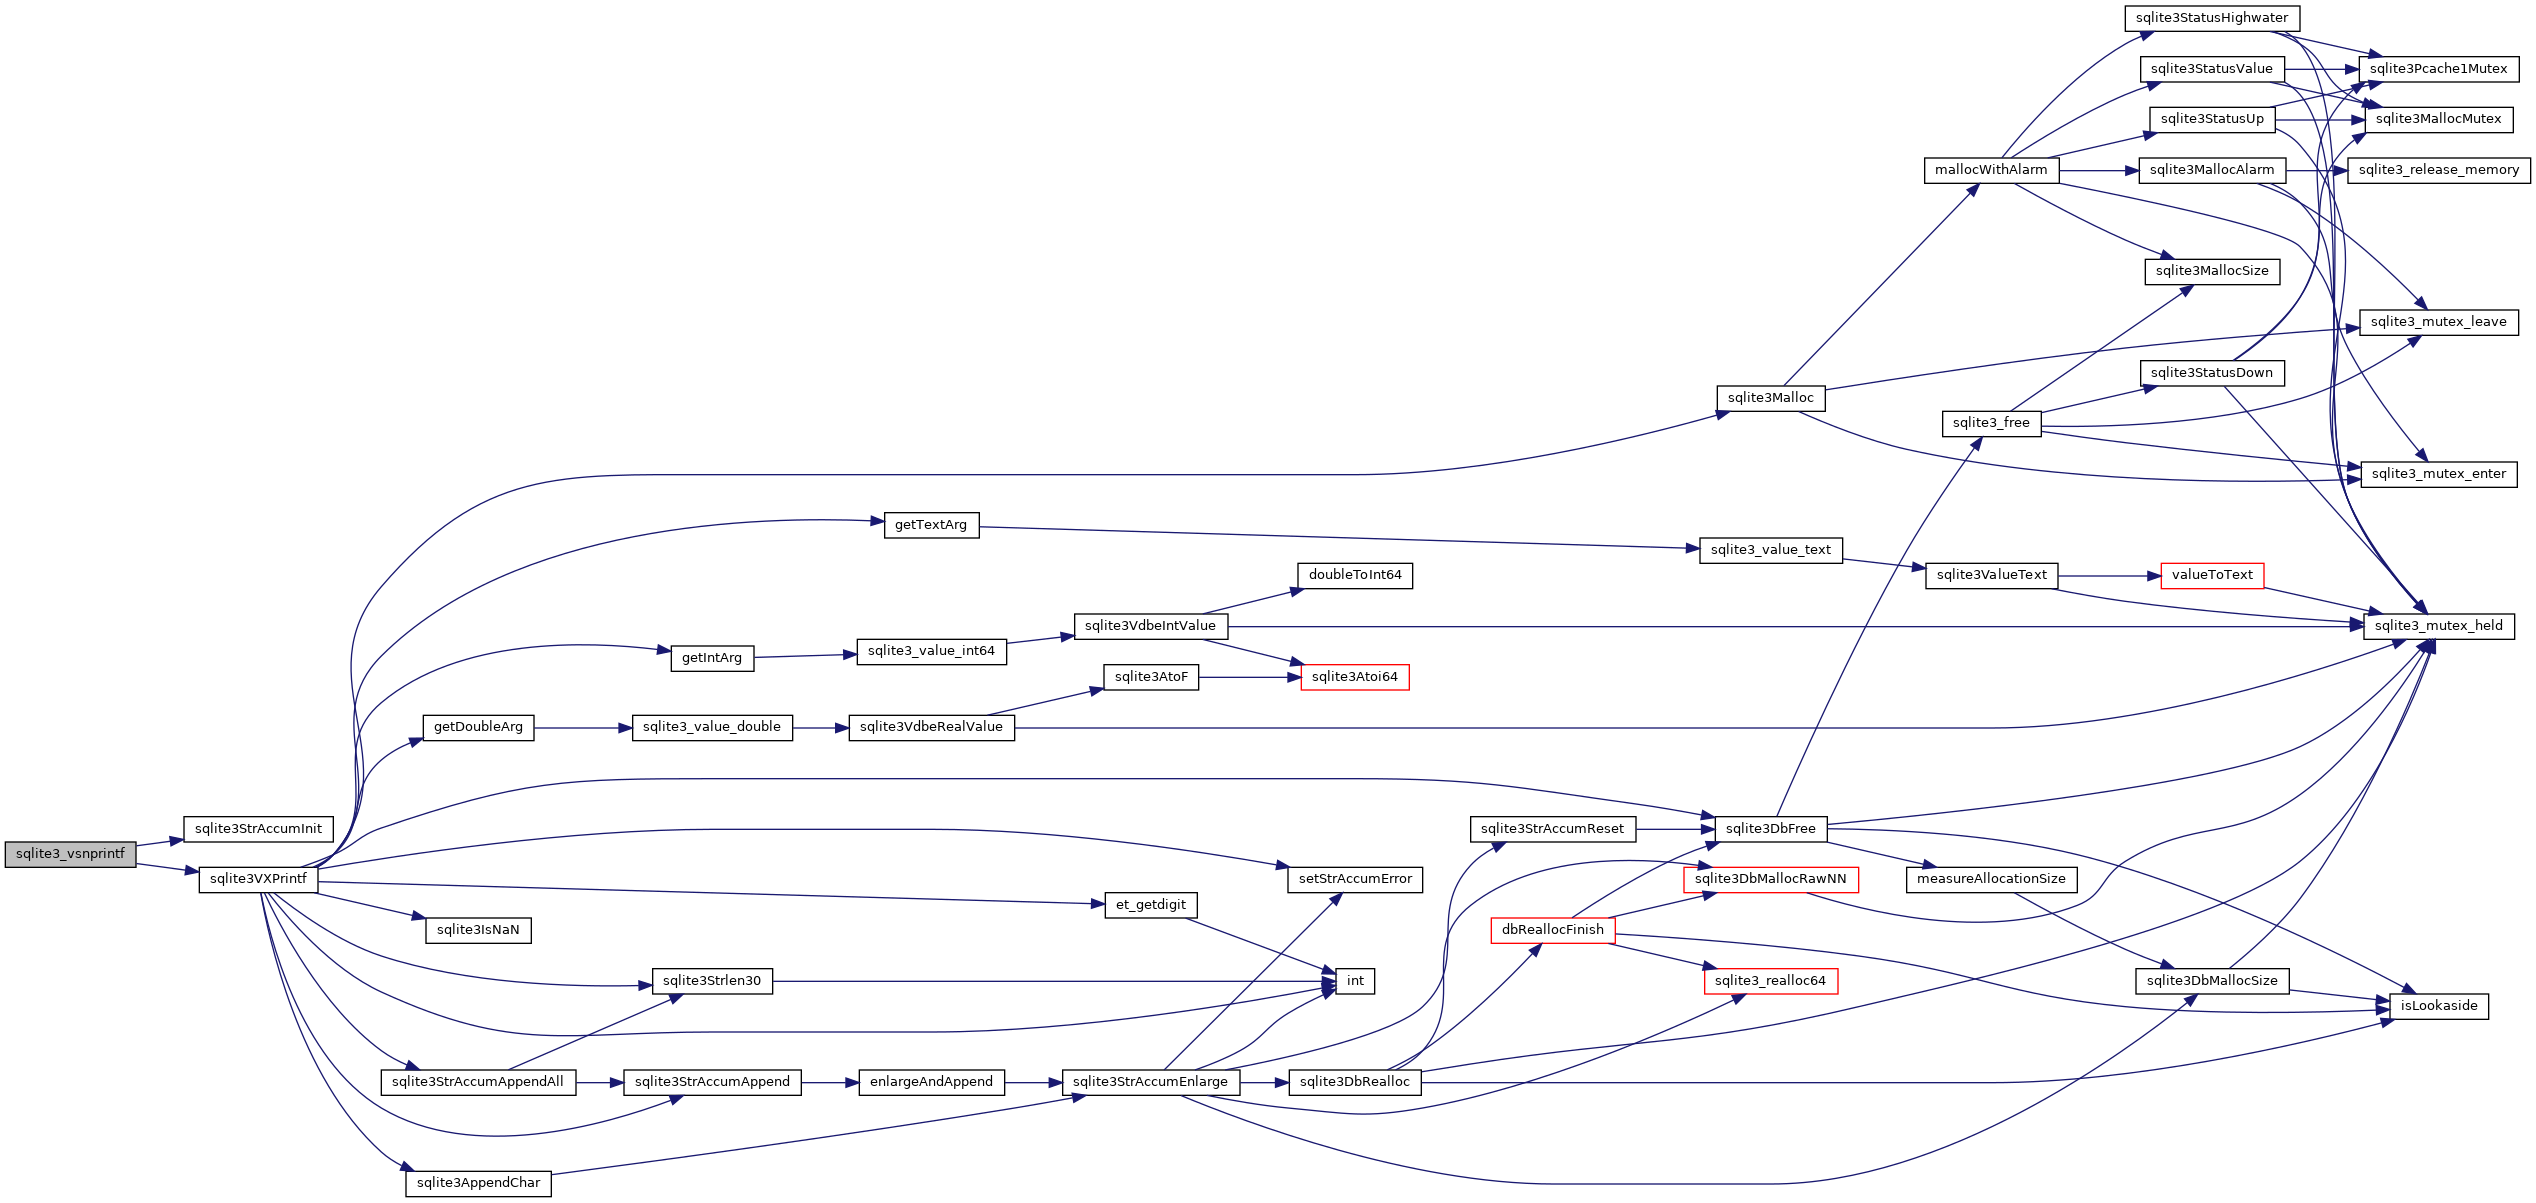 sqlite3StatusHighwater
sqlite3StatusValue
sqlite3Pcache1Mutex
sqlite3StatusUp
sqlite3MallocMutex
mallocWithAlarm
sqlite3MallocAlarm
sqlite3_release_memory
sqlite3MallocSize
sqlite3_mutex_leave
sqlite3StatusDown
sqlite3Malloc
sqlite3_free
sqlite3_mutex_enter
getTextArg
sqlite3_value_text
doubleToInt64
sqlite3ValueText
valueToText
sqlite3VdbeIntValue
sqlite3_mutex_held
getIntArg
sqlite3_value_int64
sqlite3AtoF
sqlite3Atoi64
getDoubleArg
sqlite3_value_double
sqlite3VdbeRealValue
sqlite3StrAccumInit
sqlite3StrAccumReset
sqlite3DbFree
sqlite3_vsnprintf
sqlite3VXPrintf
setStrAccumError
sqlite3DbMallocRawNN
measureAllocationSize
et_getdigit
sqlite3IsNaN
dbReallocFinish
sqlite3Strlen30
int
sqlite3_realloc64
sqlite3DbMallocSize
isLookaside
sqlite3StrAccumAppendAll
sqlite3StrAccumAppend
enlargeAndAppend
sqlite3StrAccumEnlarge
sqlite3DbRealloc
sqlite3AppendChar